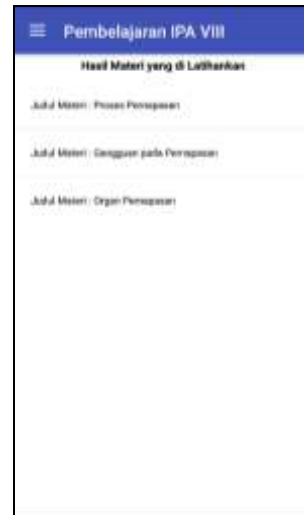 Pembelajaran IPA VIII
Hasil Materi yang di Latihankan
Judul Materi : Proses Pernapasan
Judul Materi : Gangguan pada Pernapasan
Judul Materi : Organ Pernapasan